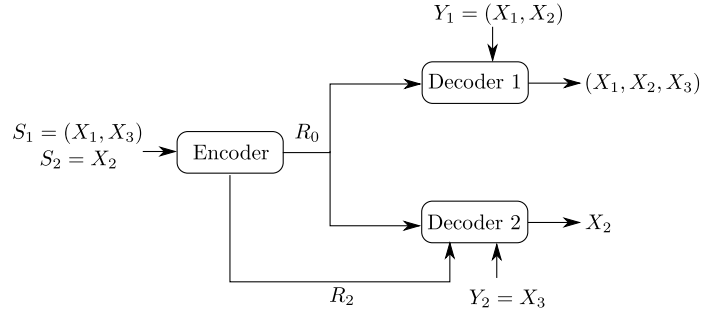 Y₁ = (X₁, X₂)
Decoder 1
(X₁, X₂, X₃)
S₁ = (X₁, X₃)
S₂ = X₂
Encoder
R₀
Decoder 2
X₂
R₂
Y₂ = X₃